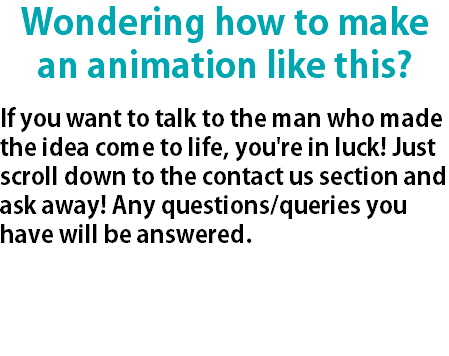 Wondering how to make
an animation like this?
If you want to talk to the man who made
the idea come to life, you're in luck! Just
scroll down to the contact us section and
ask away! Any questions/queries you
have will be answered.